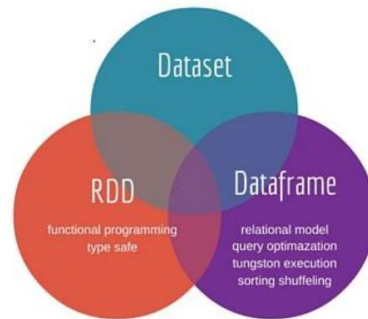 Dataset
RDD
functional programming
type safe
Dataframe
relational model
query optimazation
tungston execution
sorting shuffeling